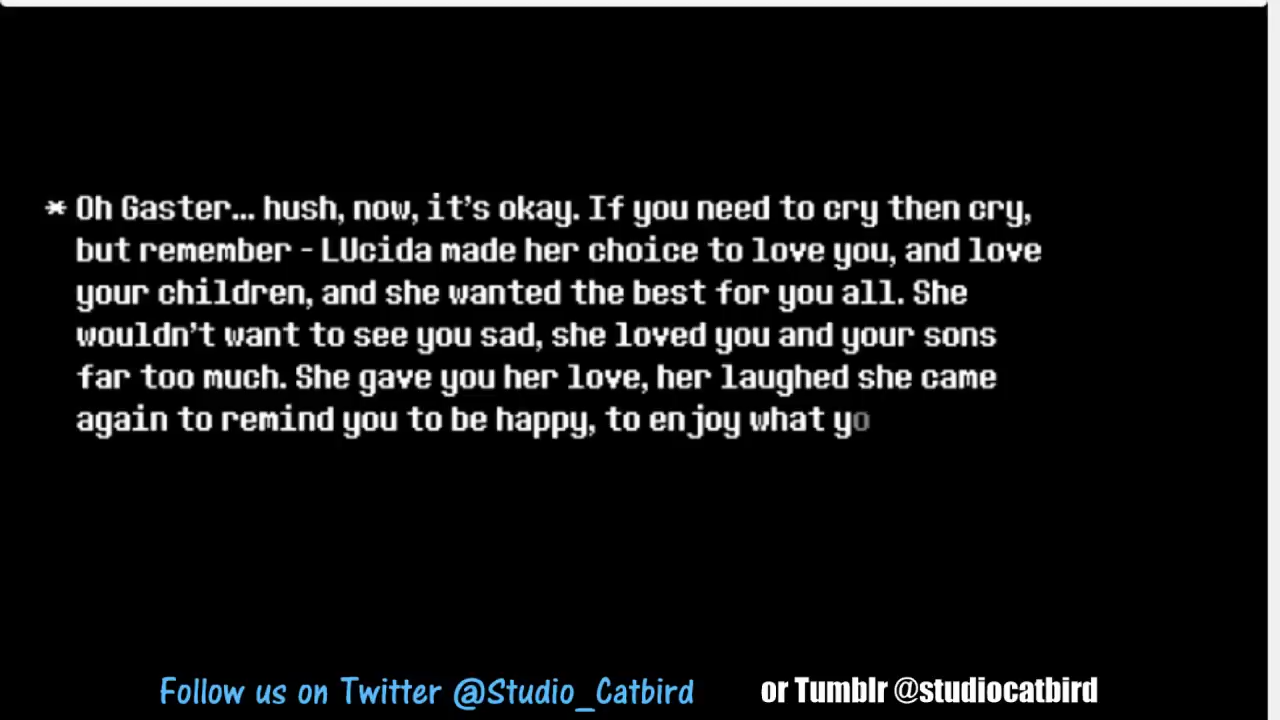 * Oh Gaster... hush, now, it's okay. If you need to cry then cry,
but remember - LUcida made her choice to love you, and love
your children, and she wanted the best for you all. She
wouldn't want to see you sad, she loved you and your sons
far too much. She gave you her love, her laughed she came
again to remind you to be happy, to enjoy what yo
Follow us on Twitter @Studio_Catbird or Tumblr @studiocatbird